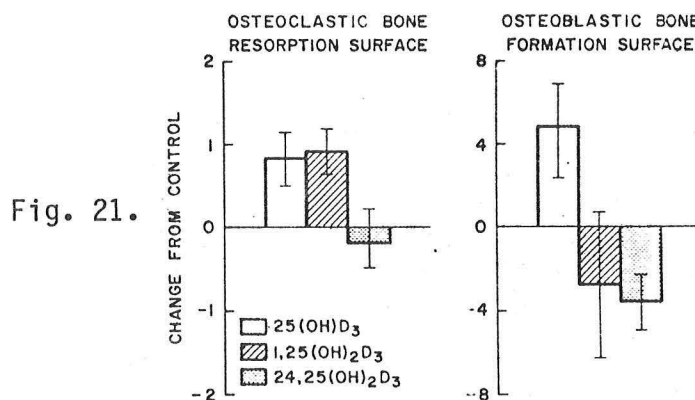 OSTEOCLASTIC BONE
RESORPTION SURFACE
OSTEOBLASTIC BONE
FORMATION SURFACE
Fig. 21.
CHANGE FROM CONTROL
2
1
0
-1
-2
25(OH)D₃
1,25(OH)₂D₃
24,25(OH)₂D₃
8
4
0
-4
-8